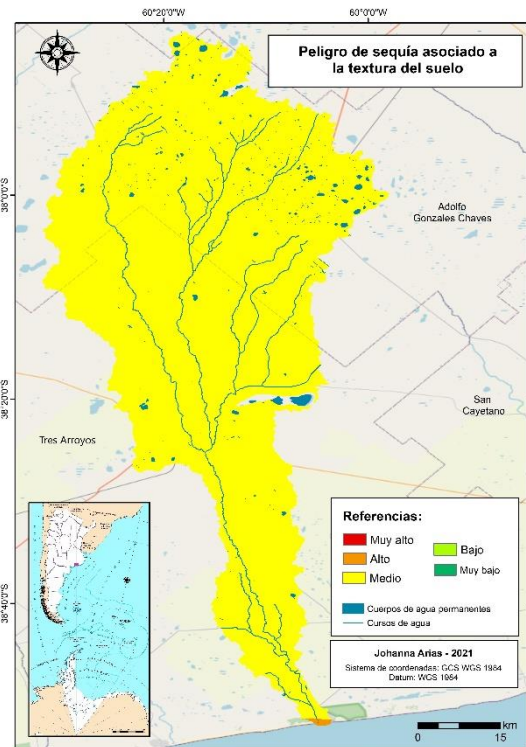 60°20'0"W
60°0'0"W
Peligro de sequía asociado a
la textura del suelo
38°0'0"S
Adolfo
Gonzales Chaves
38°20'0"S
San
Cayetano
Tres Arroyos
Referencias:
Muy alto
Alto
Medio
Bajo
Muy bajo
Cuerpos de agua permanentes
Cursos de agua
38°40'0"S
Johanna Arias - 2021
Sistema de coordenadas: GCS WGS 1984
Datum: WGS 1984
km
0
15